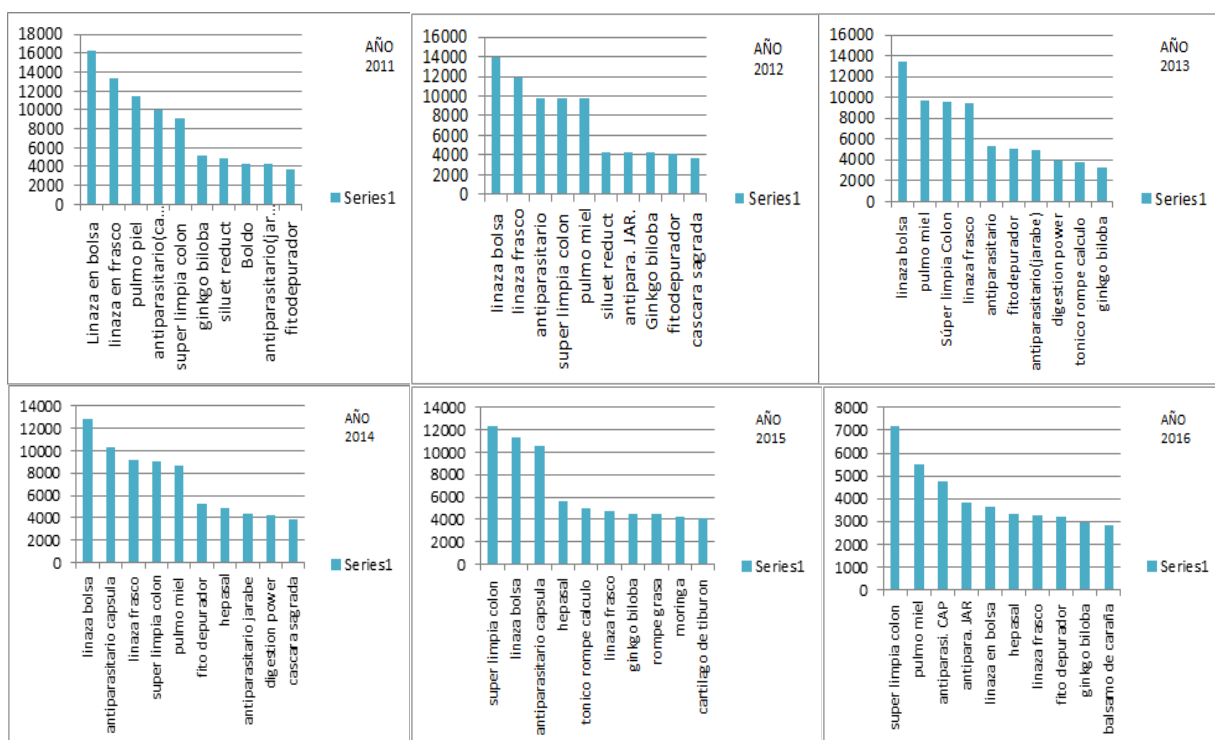 18000
16000
14000
12000
10000
8000
6000
4000
2000
0
AÑO
2011
Series1
Linaza en bolsa
linaza en frasco
pulmo piel
antiparasitario(ca...
super limpia colon
ginkgo biloba
siluet reduct
Boldo
antiparasitario(jar...
fitodepurador
16000
14000
12000
10000
8000
6000
4000
2000
0
AÑO
2012
Series1
linaza bolsa
linaza frasco
antiparasitario
super limpia colon
pulmo miel
siluet reduct
antipara. JAR.
Ginkgo biloba
fitodepurador
cascara sagrada
16000
14000
12000
10000
8000
6000
4000
2000
0
AÑO
2013
Series1
linaza bolsa
pulmo miel
Súper limpia Colon
linaza frasco
antiparasitario
fitodepurador
antiparasitario(jarabe)
digestion power
tonico rompe calculo
ginkgo biloba
14000
12000
10000
8000
6000
4000
2000
0
AÑO
2014
Series1
linaza bolsa
antiparasitario capsula
linaza frasco
super limpia colon
pulmo miel
fito depurador
hepasal
antiparasitario jarabe
digestion power
cascara sagrada
14000
12000
10000
8000
6000
4000
2000
0
AÑO
2015
Series1
super limpia colon
linaza bolsa
antiparasitario capsula
hepasal
tonico rompe calculo
linaza frasco
ginkgo biloba
rompe grasa
moringa
cartilago de tiburon
8000
7000
6000
5000
4000
3000
2000
1000
0
AÑO
2016
Series1
super limpia colon
pulmo miel
antiparasi. CAP
antipara. JAR
linaza en bolsa
hepasal
linaza frasco
fito depurador
ginkgo biloba
balsamo de caraña